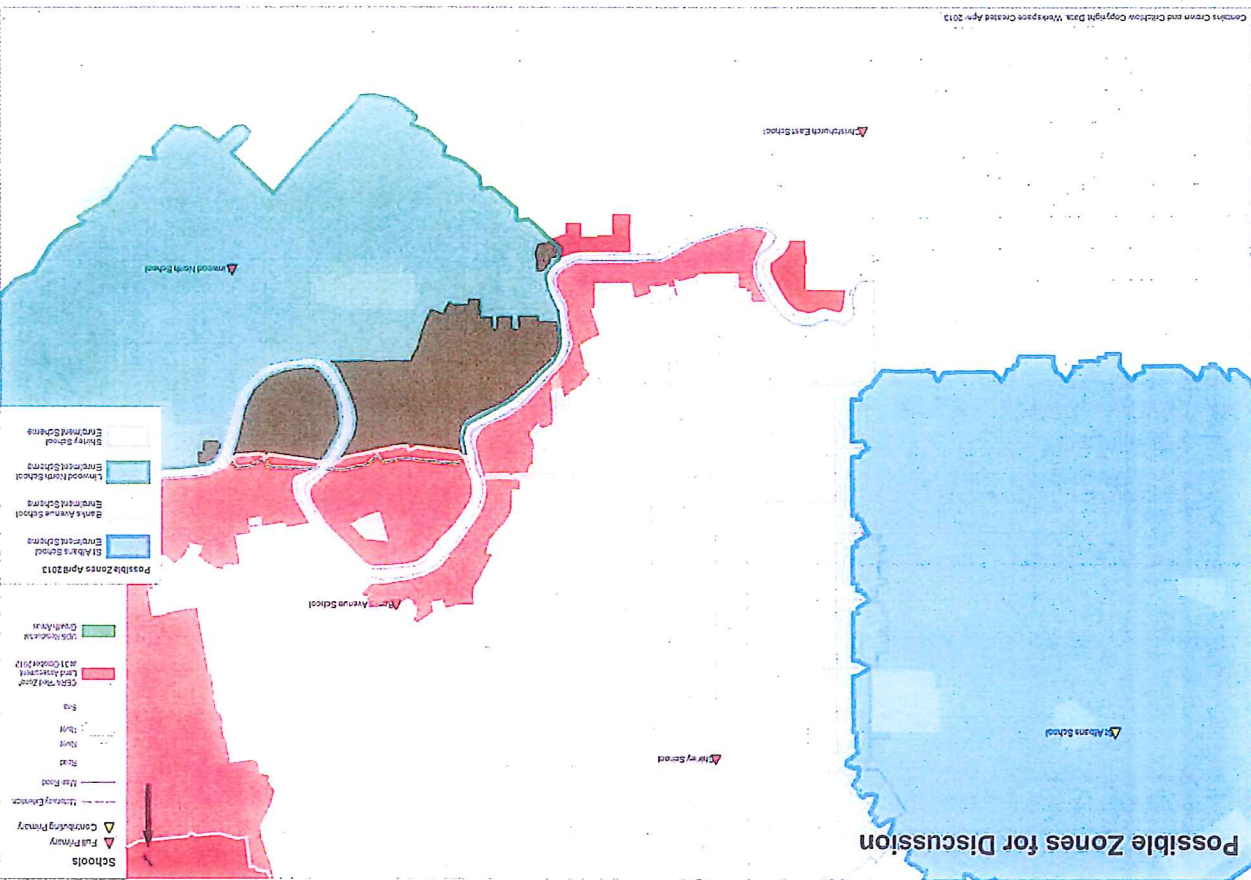 Possible Zones for Discussion
Schools
Full Primary
Contributing Primary
Motorway Extension
Main Road
Road
River
Sea
CERA "Red Zone"
Land Assessment
at 31 October 2012
UDS Residential
Growth Areas
Possible Zones April 2013
St Albans School
Enrolment Scheme
Banks Avenue School
Enrolment Scheme
Linwood North School
Enrolment Scheme
Shirley School
Enrolment Scheme
St Albans School
Shirley School
Avenue School
Linwood North School
Christchurch East School
Contains Crown and Critchlow Copyright Data. Workspace Created Apr 2013